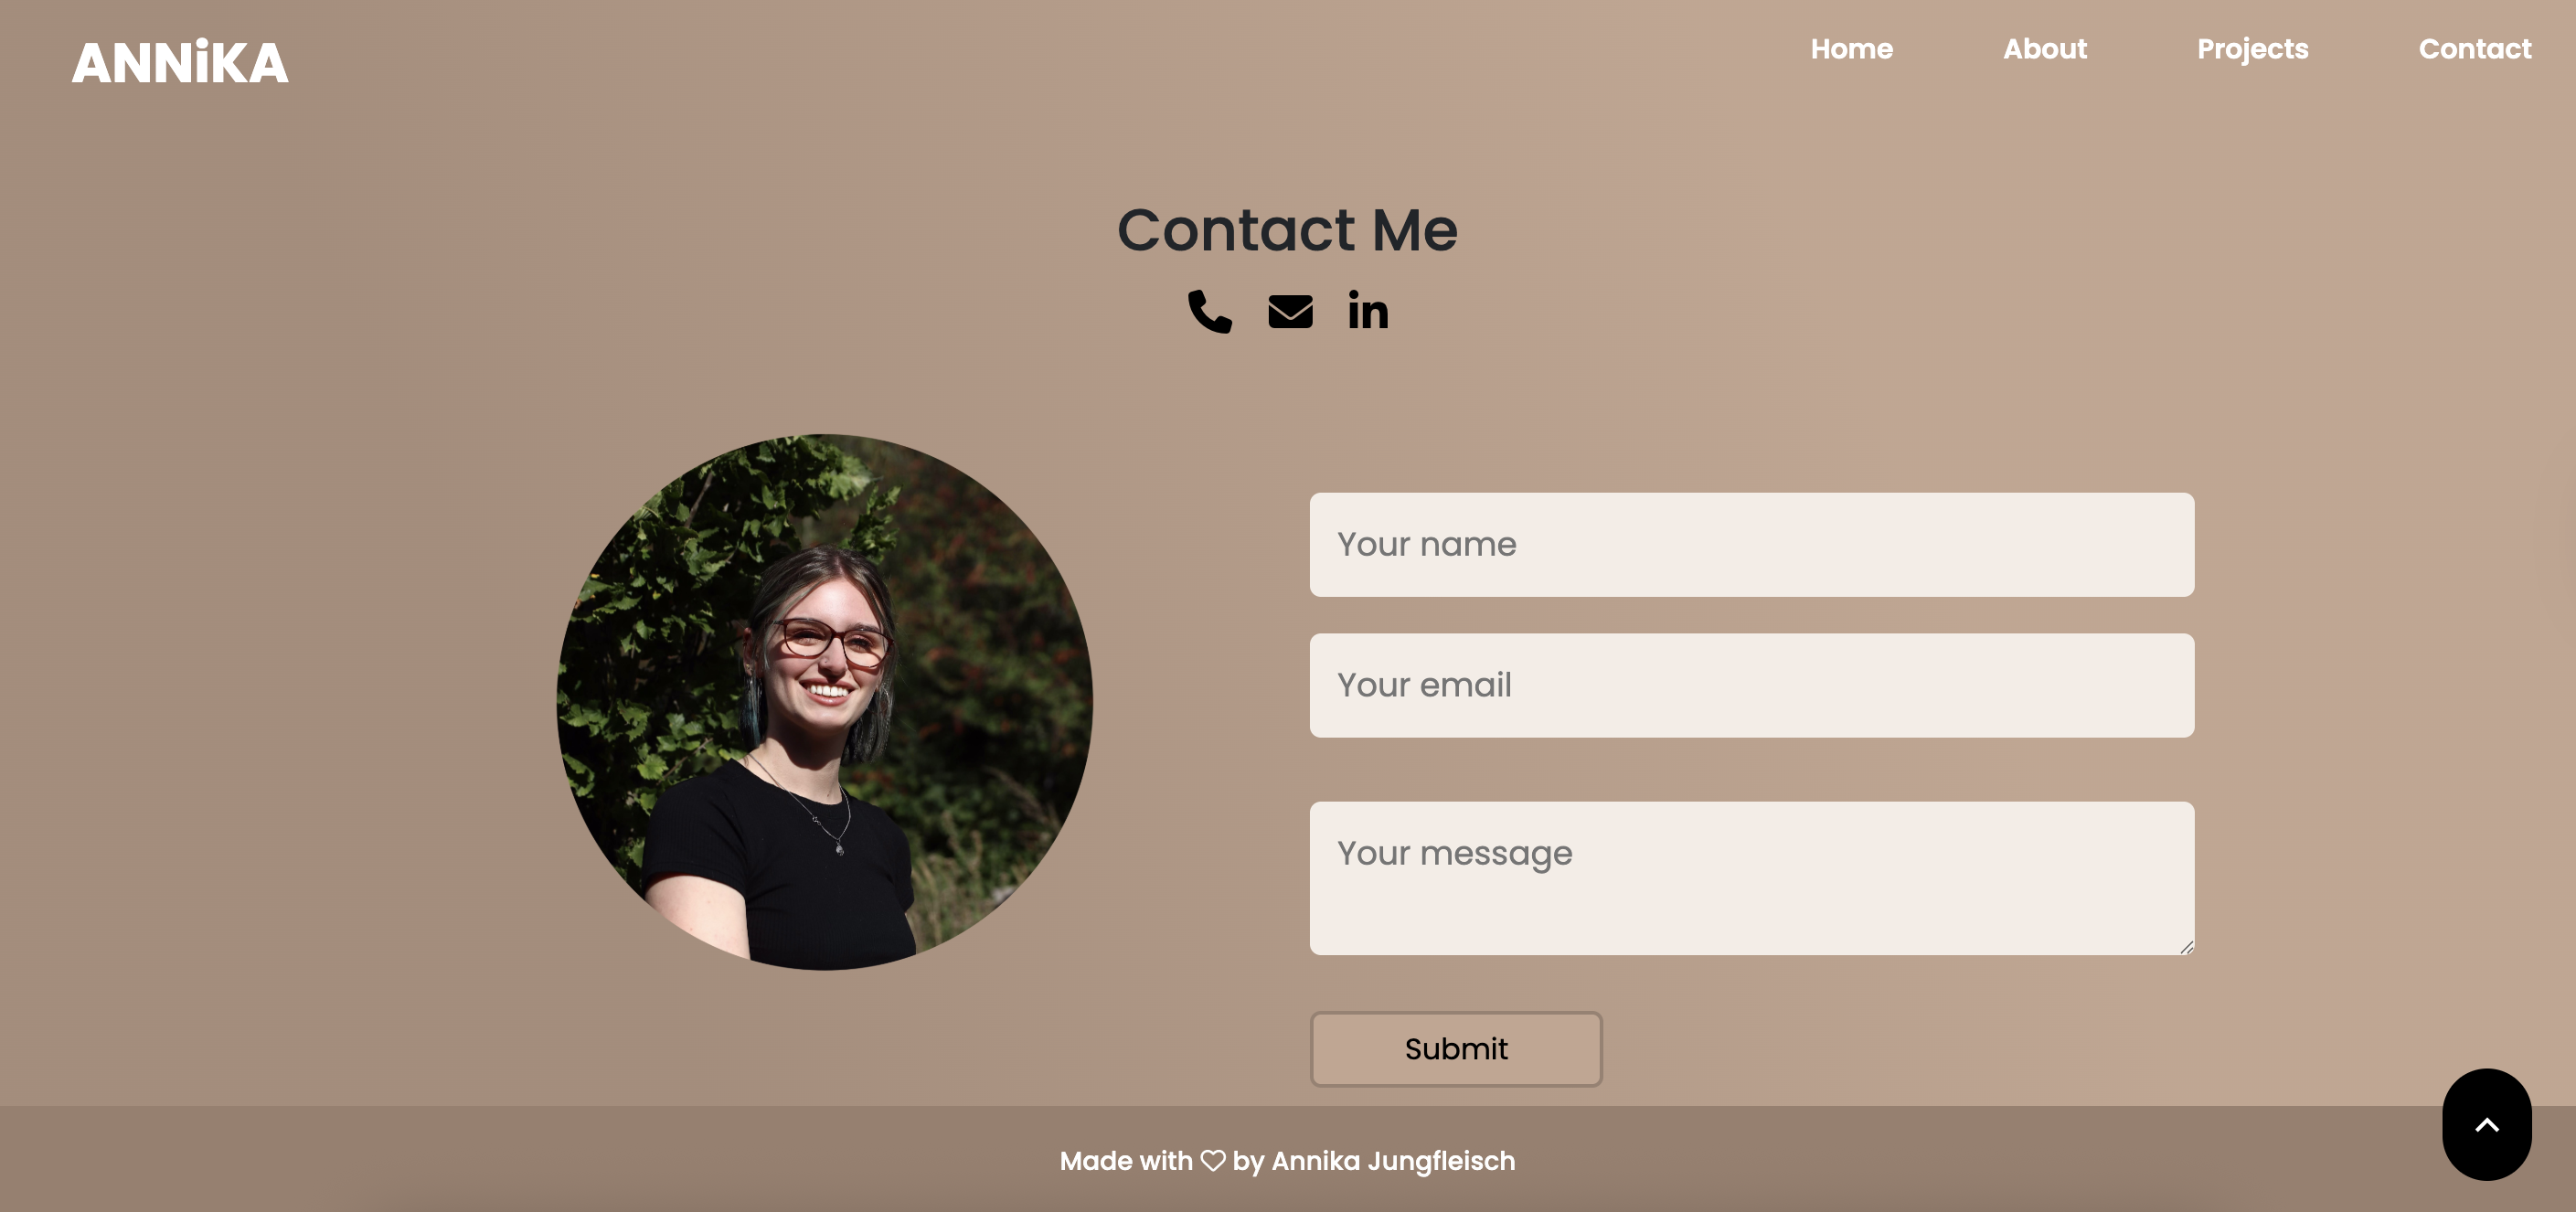 ANNiKA
Home About Projects Contact
Contact Me
in
Your name
Your email
Your message
Submit
Made with ♡ by Annika Jungfleisch